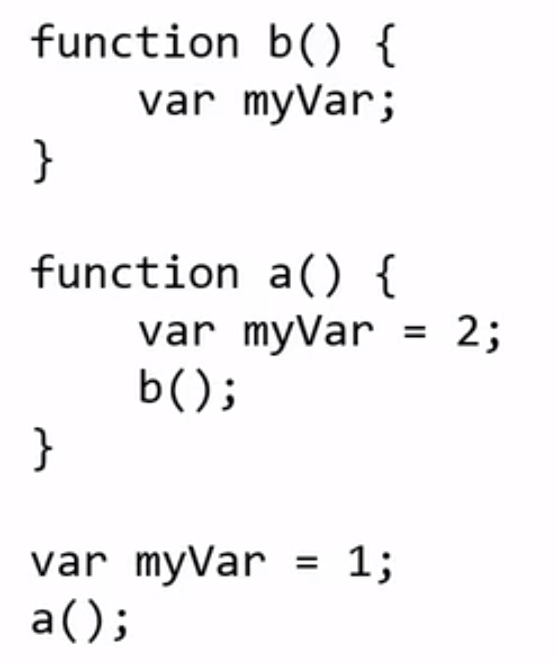 function b() {
    var myVar;
}

function a() {
    var myVar = 2;
    b();
}

var myVar = 1;
a();